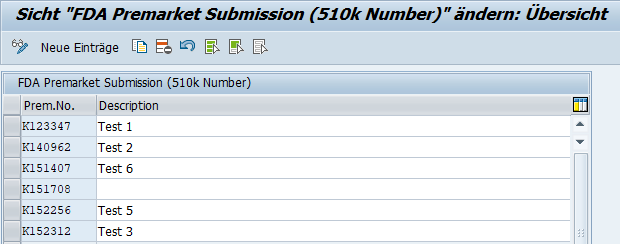 Sicht "FDA Premarket Submission (510k Number)" ändern: Übersicht
Neue Einträge
FDA Premarket Submission (510k Number)
Prem.No. Description
K123347 Test 1
K140962 Test 2
K151407 Test 6
K151708
K152256 Test 5
K152312 Test 3